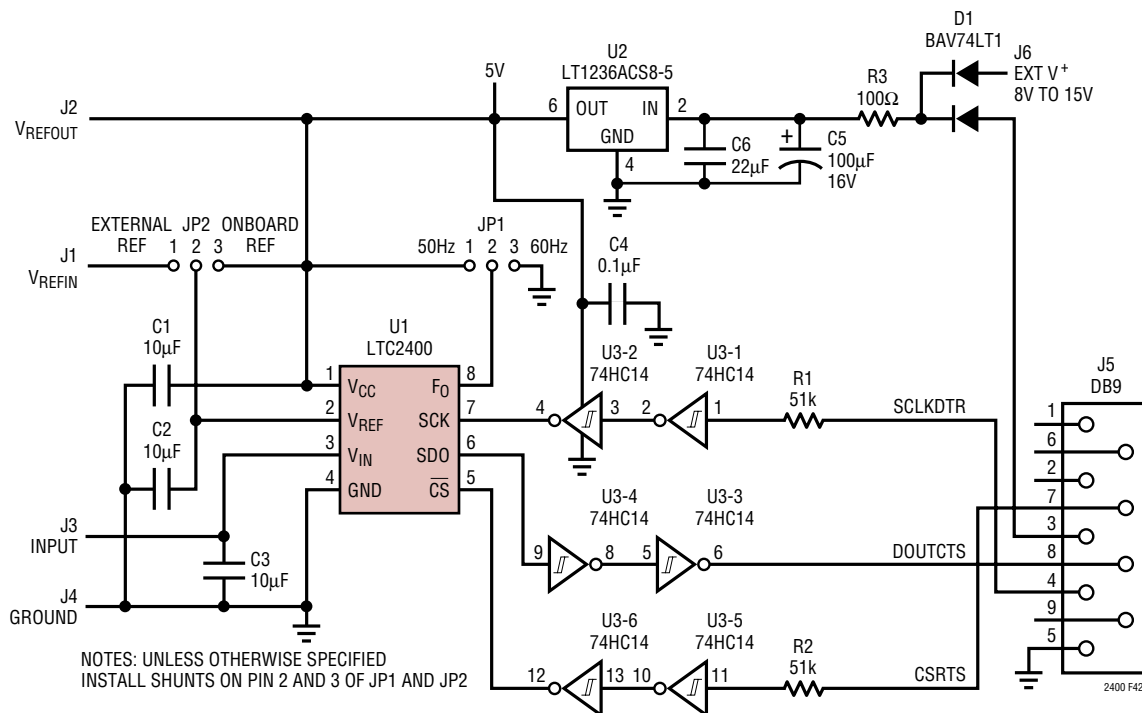 D1
BAV74LT1
J6
EXT V+
8V TO 15V
U2
LT1236ACS8-5
5V
R3
100Ω
J2
VREFOUT
6
OUT
IN
2
GND
4
C6
22µF
+
C5
100µF
16V
EXTERNAL
REF
JP2
ONBOARD
REF
1 2 3
J1
VREFIN
JP1
50Hz 1 2 3 60Hz
C4
0.1µF
C1
10µF
C2
10µF
U1
LTC2400
1
VCC
FO
8
2
VREF
SCK
7
3
VIN
SDO
6
4
GND
CS
5
U3-2
74HC14
U3-1
74HC14
4
3
2
1
R1
51k
SCLKDTR
J5
DB9
1
6
2
7
3
8
4
9
5
U3-4
74HC14
U3-3
74HC14
9
8
5
6
DOUTCTS
J3
INPUT
C3
10µF
J4
GROUND
U3-6
74HC14
U3-5
74HC14
12
13
10
11
R2
51k
CSRTS
NOTES: UNLESS OTHERWISE SPECIFIED
INSTALL SHUNTS ON PIN 2 AND 3 OF JP1 AND JP2
2400 F42